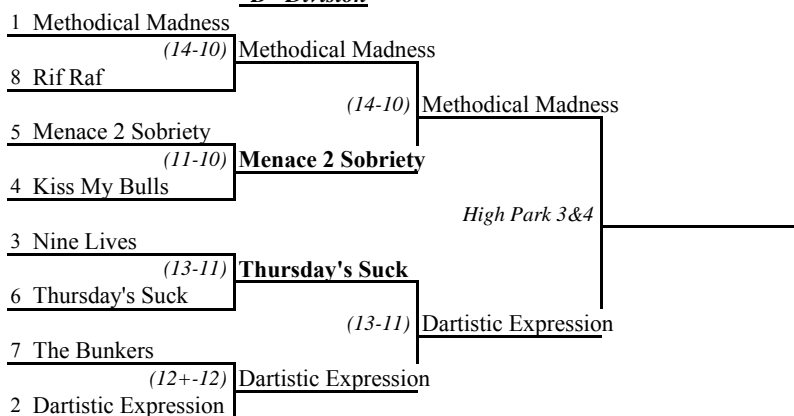 "D" Division
1 Methodical Madness
(14-10) Methodical Madness
8 Rif Raf
(14-10) Methodical Madness
5 Menace 2 Sobriety
(11-10) Menace 2 Sobriety
4 Kiss My Bulls
High Park 3&4
3 Nine Lives
(13-11) Thursday's Suck
6 Thursday's Suck
(13-11) Dartistic Expression
7 The Bunkers
(12+-12) Dartistic Expression
2 Dartistic Expression